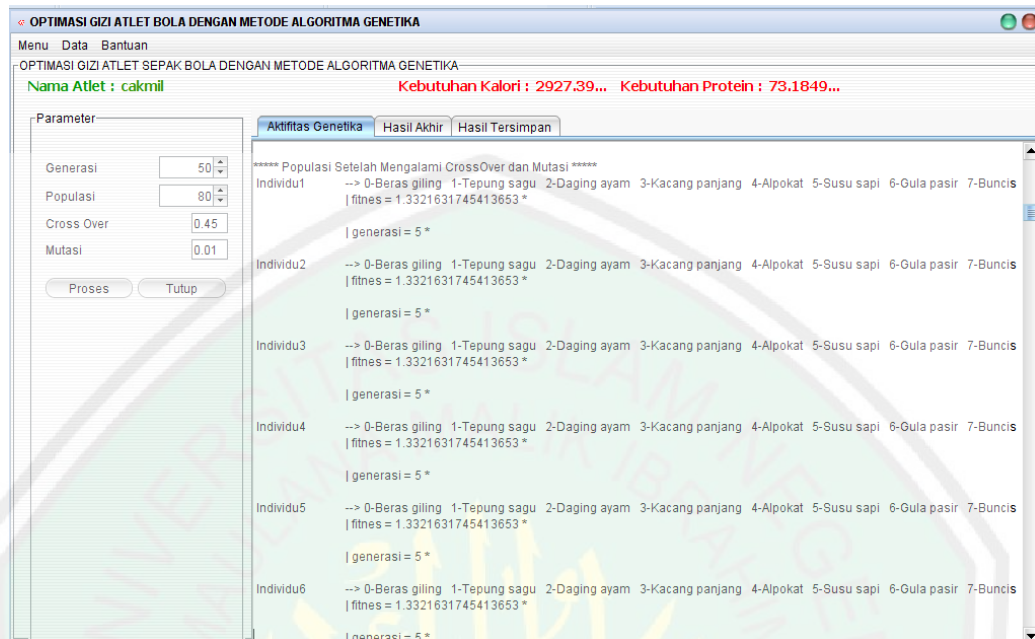 OPTIMASI GIZI ATLET BOLA DENGAN METODE ALGORITMA GENETIKA
Menu Data Bantuan
OPTIMASI GIZI ATLET SEPAK BOLA DENGAN METODE ALGORITMA GENETIKA
Nama Atlet : cakmil Kebutuhan Kalori : 2927.39... Kebutuhan Protein : 73.1849...
Parameter
Generasi 50
Populasi 80
Cross Over 0.45
Mutasi 0.01
Proses Tutup
Aktifitas Genetika Hasil Akhir Hasil Tersimpan
***** Populasi Setelah Mengalami CrossOver dan Mutasi *****
Individu1 --> 0-Beras giling 1-Tepung sagu 2-Daging ayam 3-Kacang panjang 4-Alpokat 5-Susu sapi 6-Gula pasir 7-Buncis
| fitnes = 1.3321631745413653 *
| generasi = 5 *
Individu2 --> 0-Beras giling 1-Tepung sagu 2-Daging ayam 3-Kacang panjang 4-Alpokat 5-Susu sapi 6-Gula pasir 7-Buncis
| fitnes = 1.3321631745413653 *
| generasi = 5 *
Individu3 --> 0-Beras giling 1-Tepung sagu 2-Daging ayam 3-Kacang panjang 4-Alpokat 5-Susu sapi 6-Gula pasir 7-Buncis
| fitnes = 1.3321631745413653 *
| generasi = 5 *
Individu4 --> 0-Beras giling 1-Tepung sagu 2-Daging ayam 3-Kacang panjang 4-Alpokat 5-Susu sapi 6-Gula pasir 7-Buncis
| fitnes = 1.3321631745413653 *
| generasi = 5 *
Individu5 --> 0-Beras giling 1-Tepung sagu 2-Daging ayam 3-Kacang panjang 4-Alpokat 5-Susu sapi 6-Gula pasir 7-Buncis
| fitnes = 1.3321631745413653 *
| generasi = 5 *
Individu6 --> 0-Beras giling 1-Tepung sagu 2-Daging ayam 3-Kacang panjang 4-Alpokat 5-Susu sapi 6-Gula pasir 7-Buncis
| fitnes = 1.3321631745413653 *
| generasi = 5 *